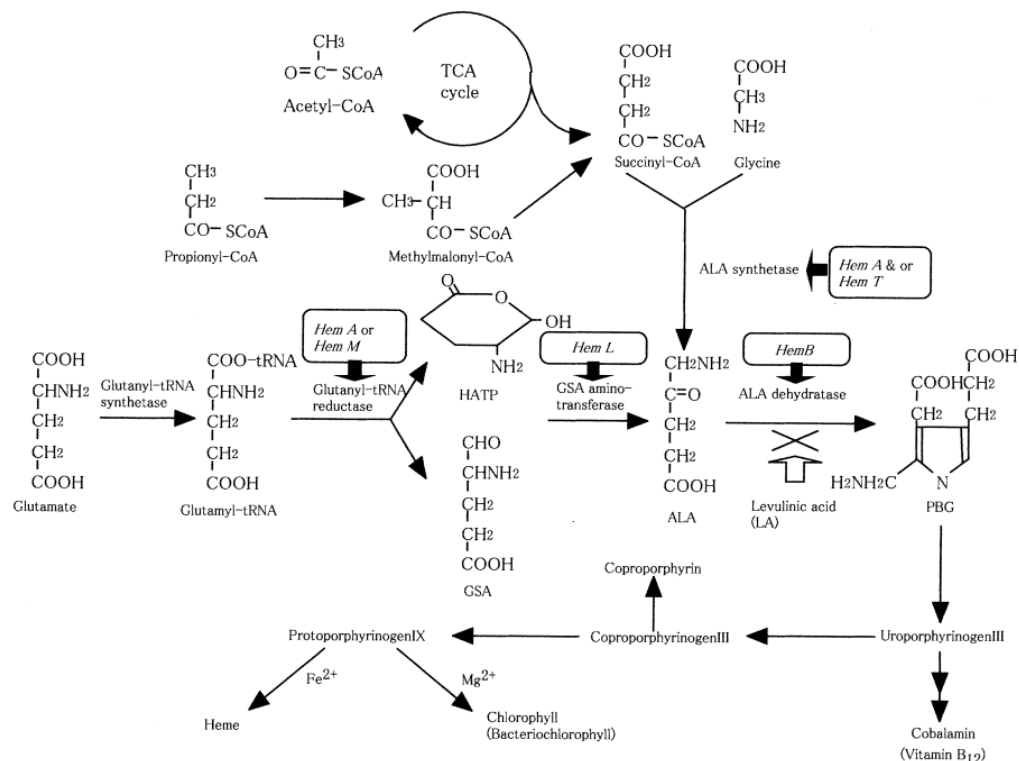 CH3
O=C-SCoA
Acetyl-CoA
TCA
cycle
COOH
CH2
CH2
CO-SCoA
Succinyl-CoA
COOH
CH3
NH2
Glycine
CH3
CH2
CO-SCoA
Propionyl-CoA
COOH
CH3-CH
CO-SCoA
Methylmalonyl-CoA
ALA synthetase
Hem A & or
Hem T
COOH
CHNH2
CH2
CH2
COOH
Glutamate
Glutanyl-tRNA
synthetase
COO-tRNA
CHNH2
CH2
CH2
COOH
Glutamyl-tRNA
Hem A or
Hem M
Glutanyl-tRNA
reductase
O
O
OH
NH2
HATP
CHO
CHNH2
CH2
CH2
COOH
GSA
Hem L
GSA amino-
transferase
CH2NH2
C=O
CH2
CH2
COOH
ALA
HemB
ALA dehydratase
Levulinic acid
(LA)
COOH
COOH CH2
CH2 CH2
H2NH2C
N
PBG
Coproporphyrin
ProtoporphyrinogenIX
CoproporphyrinogenIII
UroporphyrinogenIII
Fe2+
Mg2+
Heme
Chlorophyll
(Bacteriochlorophyll)
Cobalamin
(Vitamin B12)